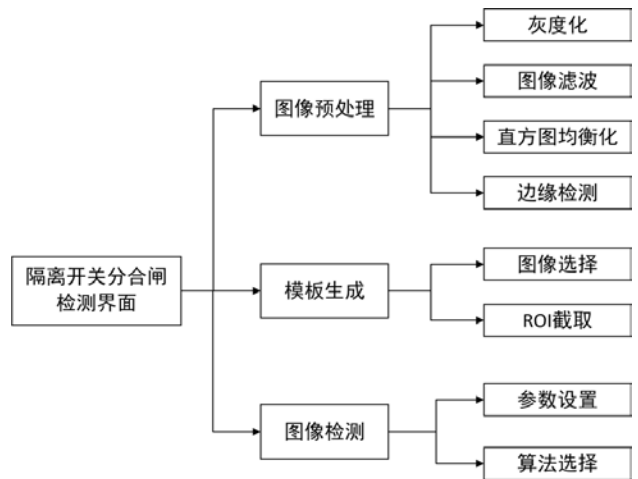 灰度化
图像滤波
图像预处理
直方图均衡化
边缘检测
隔离开关分合闸
检测界面
模板生成
图像选择
ROI截取
图像检测
参数设置
算法选择